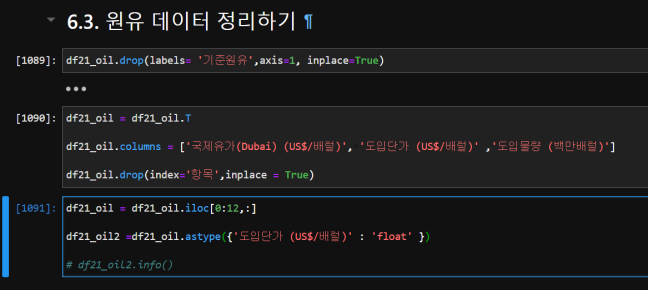 6.3. 원유 데이터 정리하기 ¶
[1089]: df21_oil.drop(labels= '기준원유',axis=1, inplace=True)
•••
[1090]: df21_oil = df21_oil.T
df21_oil.columns = ['국제유가(Dubai) (US$/배럴)', '도입단가 (US$/배럴)' ,'도입물량 (백만배럴)']
df21_oil.drop(index='항목',inplace = True)
[1091]: df21_oil = df21_oil.iloc[0:12,:]
df21_oil2 =df21_oil.astype({'도입단가 (US$/배럴)' : 'float' })
# df21_oil2.info()